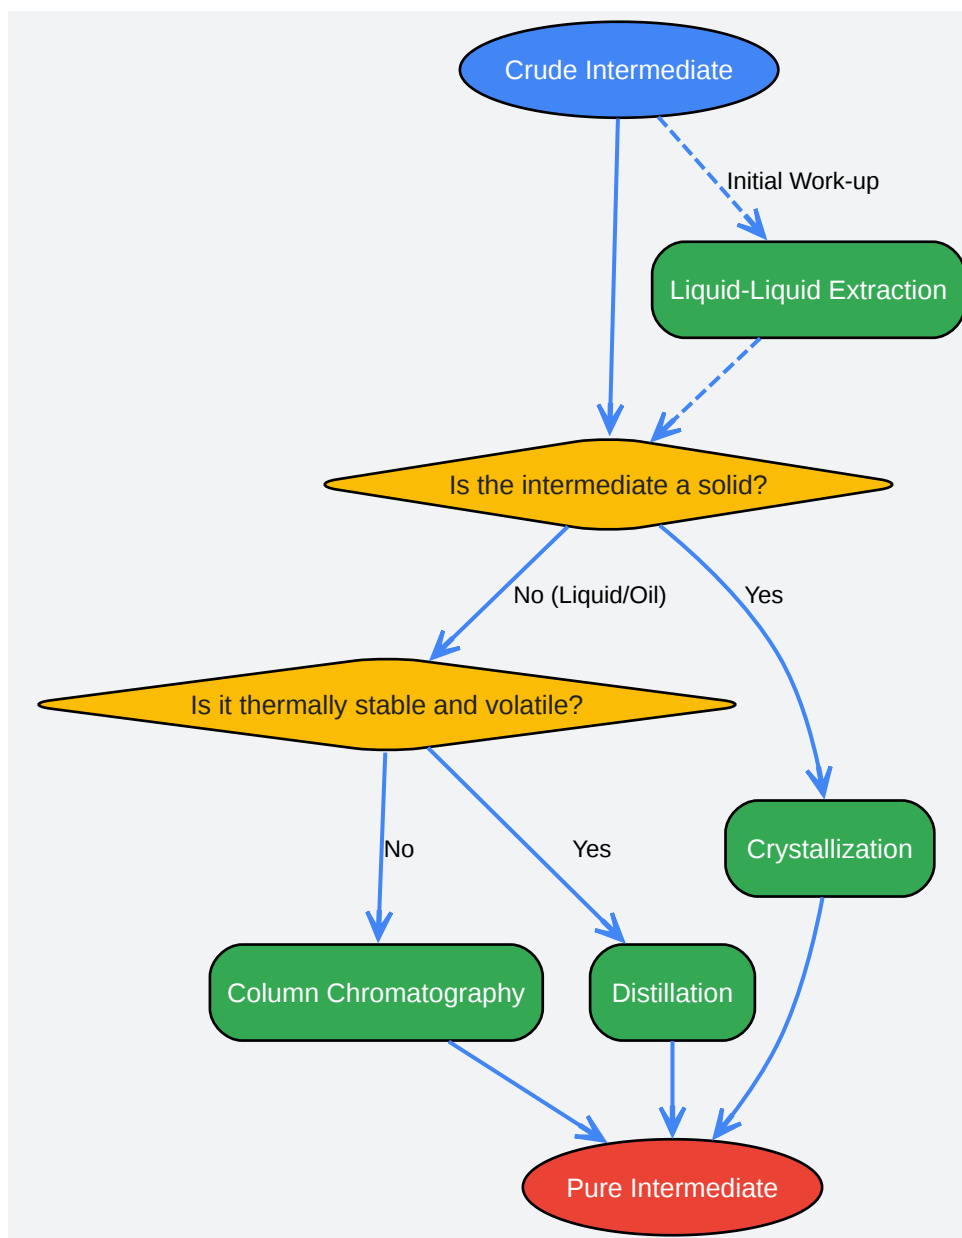 Crude Intermediate
Initial Work-up
Liquid-Liquid Extraction
Is the intermediate a solid?
No (Liquid/Oil)
Yes
Is it thermally stable and volatile?
No
Yes
Crystallization
Column Chromatography
Distillation
Pure Intermediate